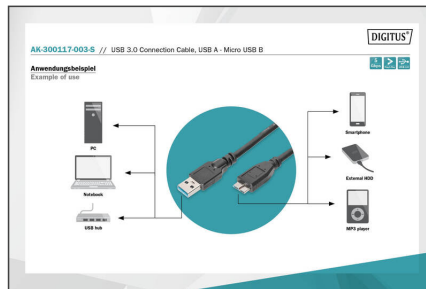 DIGITUS®
AK-300117-003-S // USB 3.0 Connection Cable, USB A - Micro USB B
Anwendungsbeispiel
Example of use
PC
Notebook
USB hub
Smartphone
External HDD
MP3 player